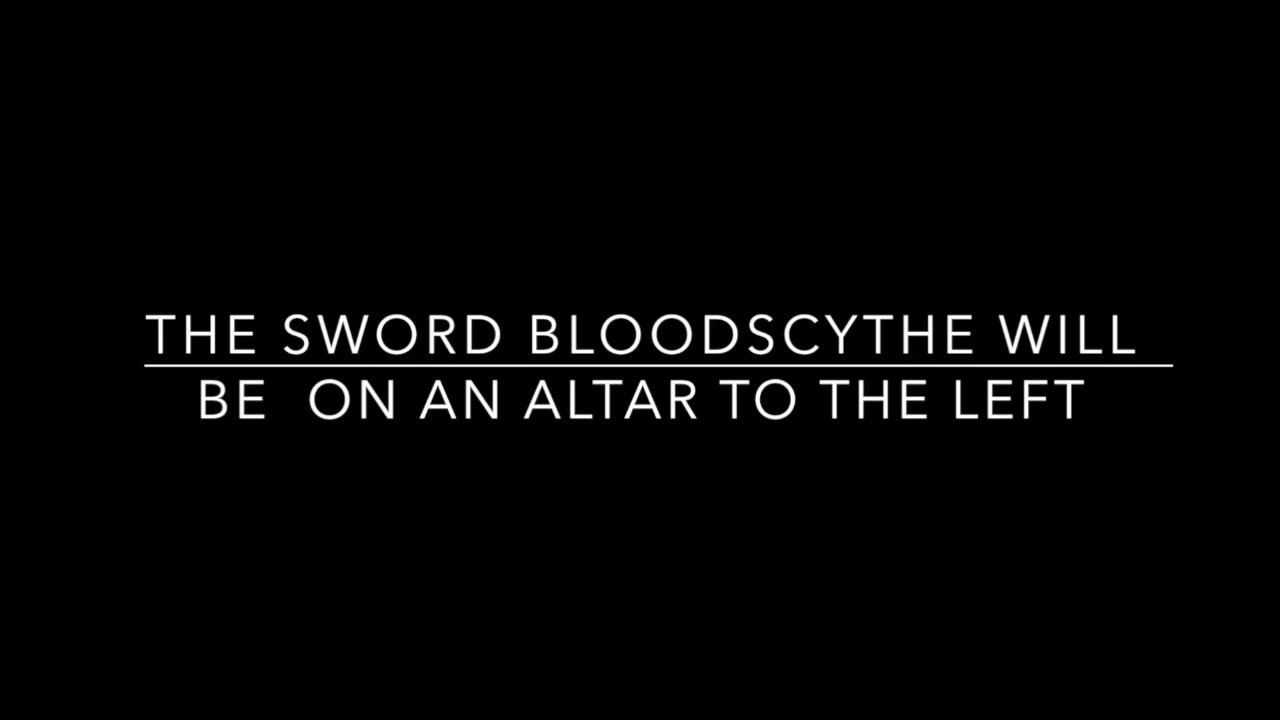 THE SWORD BLOODSCYTHE WILL
BE  ON AN ALTAR TO THE LEFT